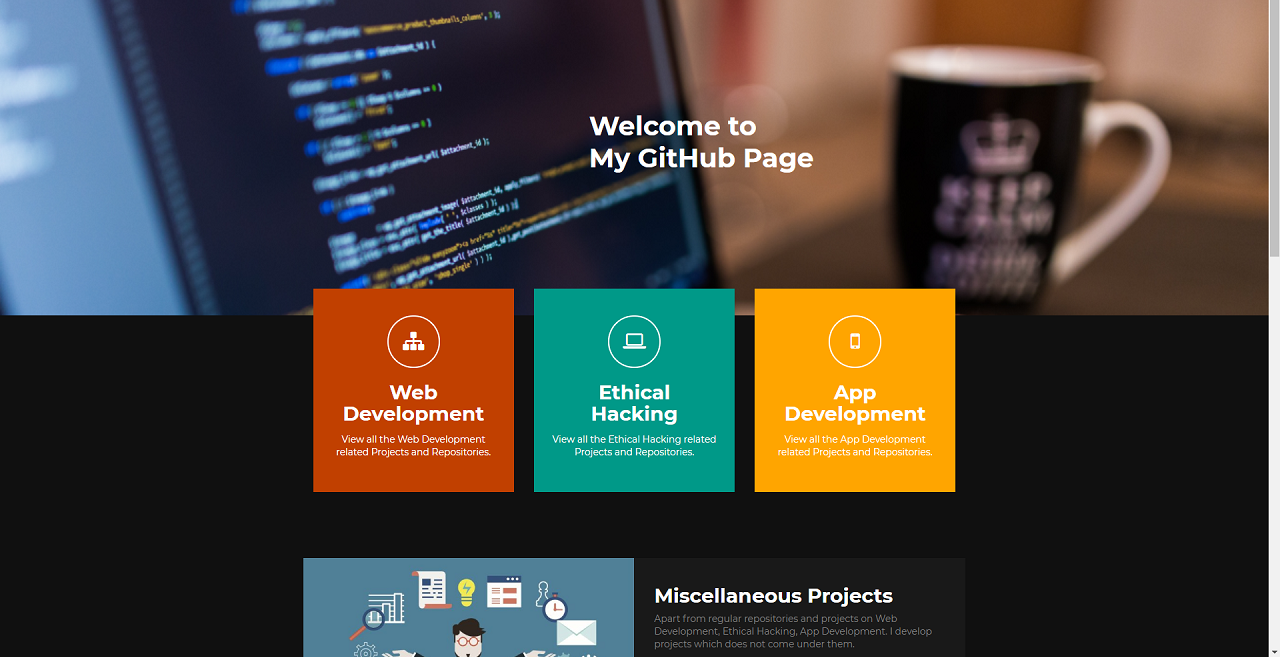 Welcome to
My GitHub Page
Web
Development
View all the Web Development
related Projects and Repositories.
Ethical
Hacking
View all the Ethical Hacking related
Projects and Repositories.
App
Development
View all the App Development
related Projects and Repositories.
Miscellaneous Projects
Apart from regular repositories and projects on Web
Development, Ethical Hacking, App Development. I develop
projects which does not come under them.